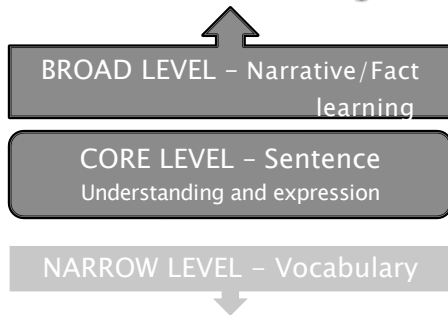 BROAD LEVEL – Narrative/Fact
learning
CORE LEVEL – Sentence
Understanding and expression
NARROW LEVEL – Vocabulary